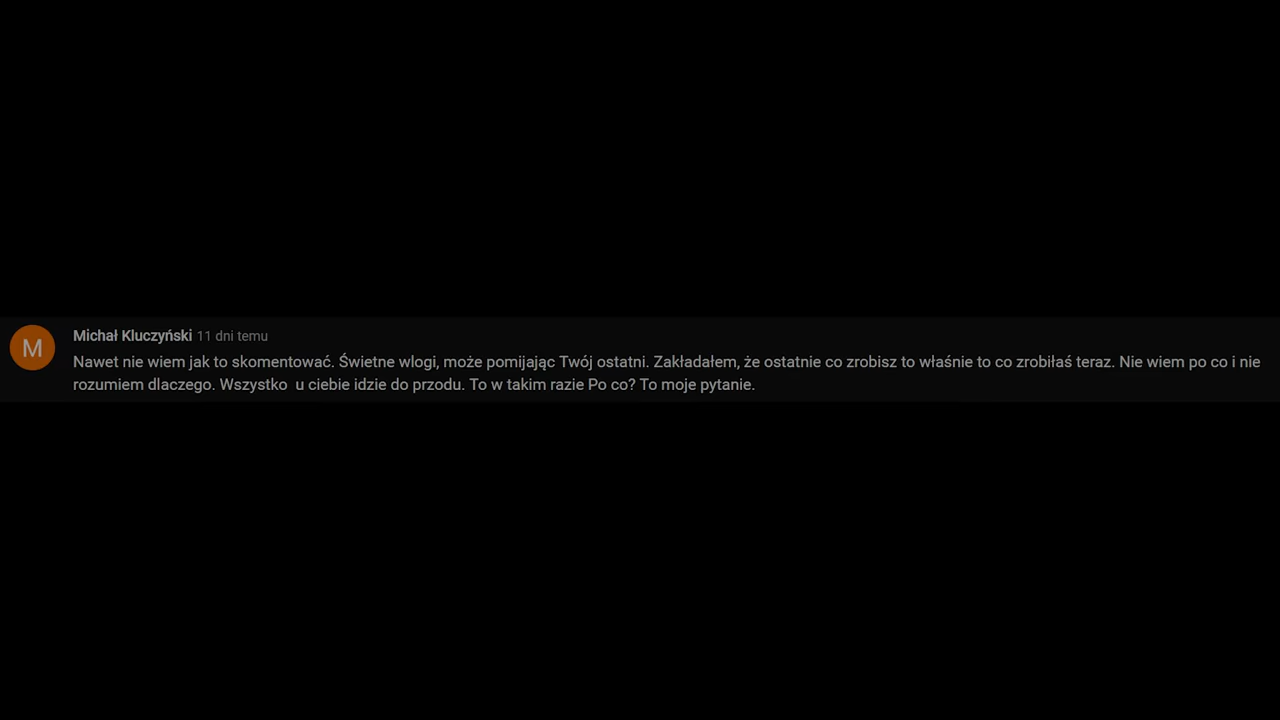 M
Michał Kluczyński 11 dni temu
Nawet nie wiem jak to skomentować. Świetne wlogi, może pomijając Twój ostatni. Zakładałem, że ostatnie co zrobisz to właśnie to co zrobiłaś teraz. Nie wiem po co i nie
rozumiem dlaczego. Wszystko  u ciebie idzie do przodu. To w takim razie Po co? To moje pytanie.